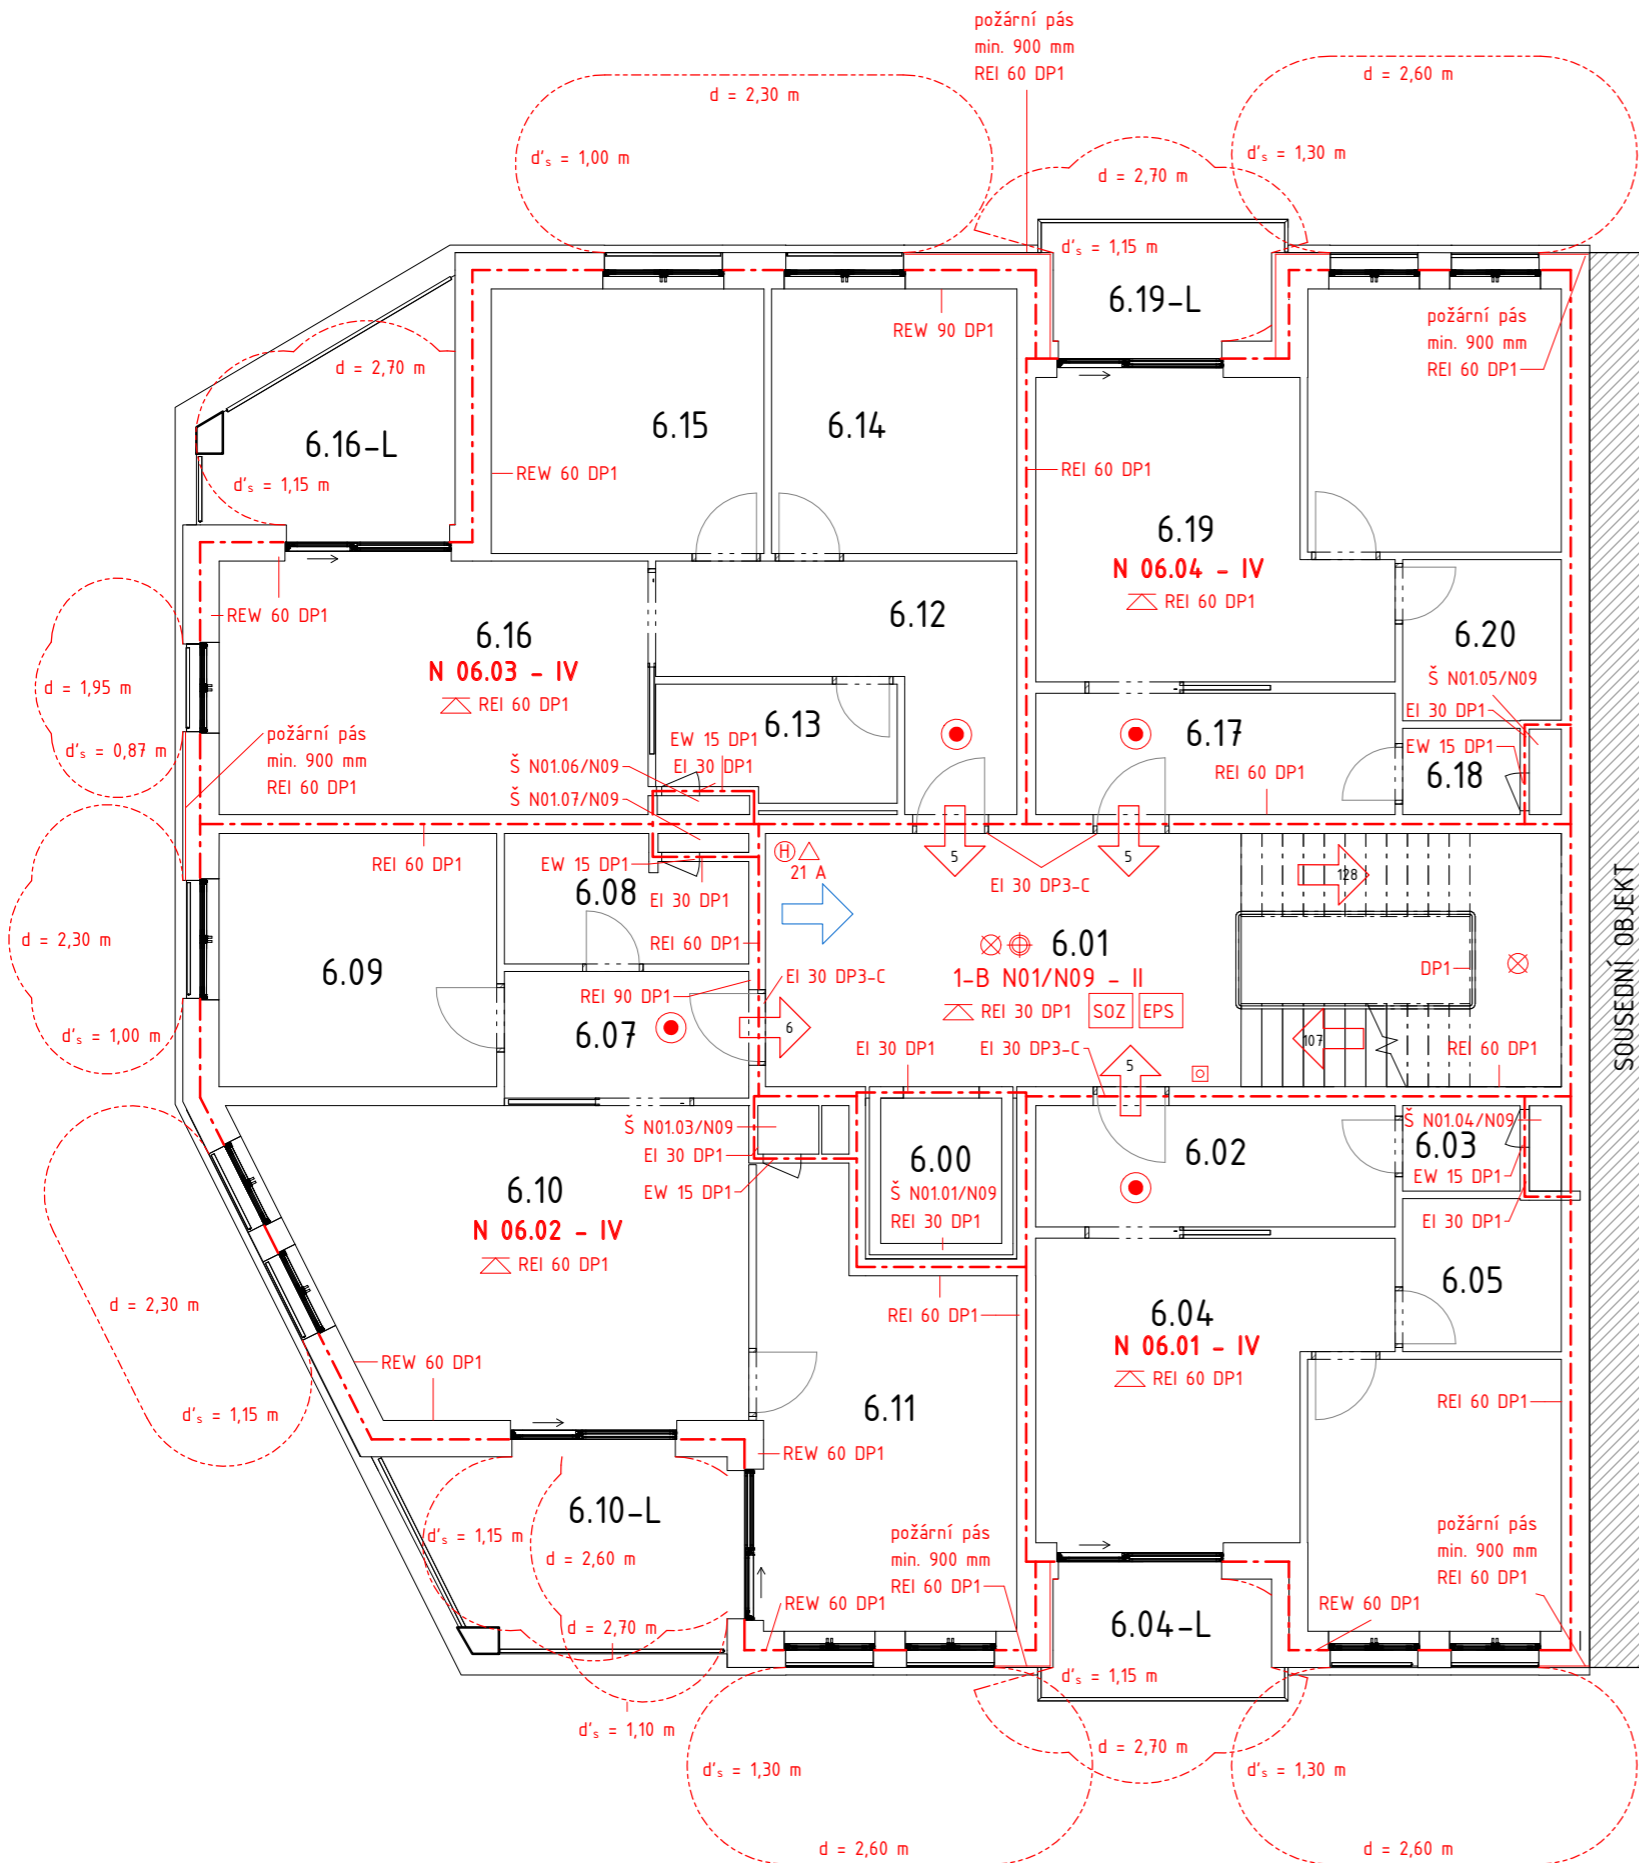 požární pás
min. 900 mm
REI 60 DP1
d = 2,30 m
d = 2,60 m
d's = 1,00 m
d's = 1,30 m
d = 2,70 m
d's = 1,15 m
6.19-L
REW 90 DP1
požární pás
min. 900 mm
REI 60 DP1
d = 2,70 m
6.16-L
6.15
6.14
d's = 1,15 m
REW 60 DP1
REI 60 DP1
6.19
N 06.04 - IV
REI 60 DP1
REW 60 DP1
6.16
N 06.03 - IV
REI 60 DP1
6.12
6.20
Š N01.05/N09
EI 30 DP1
EW 15 DP1
6.18
d = 1,95 m
d's = 0,87 m
požární pás
min. 900 mm
REI 60 DP1
6.13
EW 15 DP1
EI 30 DP1
Š N01.06/N09
Š N01.07/N09
6.17
REI 60 DP1
REI 60 DP1
EW 15 DP1
6.08
EI 30 DP1
REI 60 DP1
H
21 A
5
5
EI 30 DP3-C
128
SOUSEDNÍ OBJEKT
d = 2,30 m
d's = 1,00 m
6.09
6.01
1-B N01/N09 - II
REI 30 DP1
SOZ
EPS
DP1
EI 30 DP3-C
REI 90 DP1
6.07
6
EI 30 DP1
EI 30 DP3-C
5
107
REI 60 DP1
Š N01.03/N09
EI 30 DP1
EW 15 DP1
6.00
Š N01.01/N09
REI 30 DP1
6.02
Š N01.04/N09
6.03
EW 15 DP1
EI 30 DP1
6.10
N 06.02 - IV
REI 60 DP1
d = 2,30 m
d's = 1,15 m
REW 60 DP1
REI 60 DP1
6.04
N 06.01 - IV
REI 60 DP1
6.05
REI 60 DP1
6.11
REW 60 DP1
6.10-L
d's = 1,15 m
d = 2,60 m
d = 2,70 m
d's = 1,10 m
požární pás
min. 900 mm
REI 60 DP1
REW 60 DP1
6.04-L
d's = 1,15 m
požární pás
min. 900 mm
REI 60 DP1
REW 60 DP1
d = 2,70 m
d's = 1,30 m
d's = 1,30 m
d = 2,60 m
d = 2,60 m